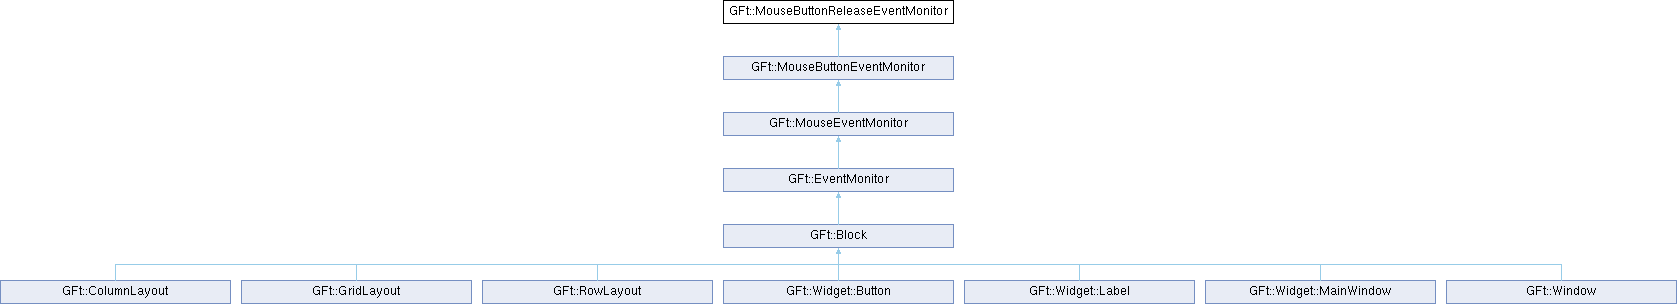 GFt::MouseButtonReleaseEventMonitor
GFt::MouseButtonEventMonitor
GFt::MouseEventMonitor
GFt::EventMonitor
GFt::Block
GFt::ColumnLayout
GFt::GridLayout
GFt::RowLayout
GFt::Widget::Button
GFt::Widget::Label
GFt::Widget::MainWindow
GFt::Window